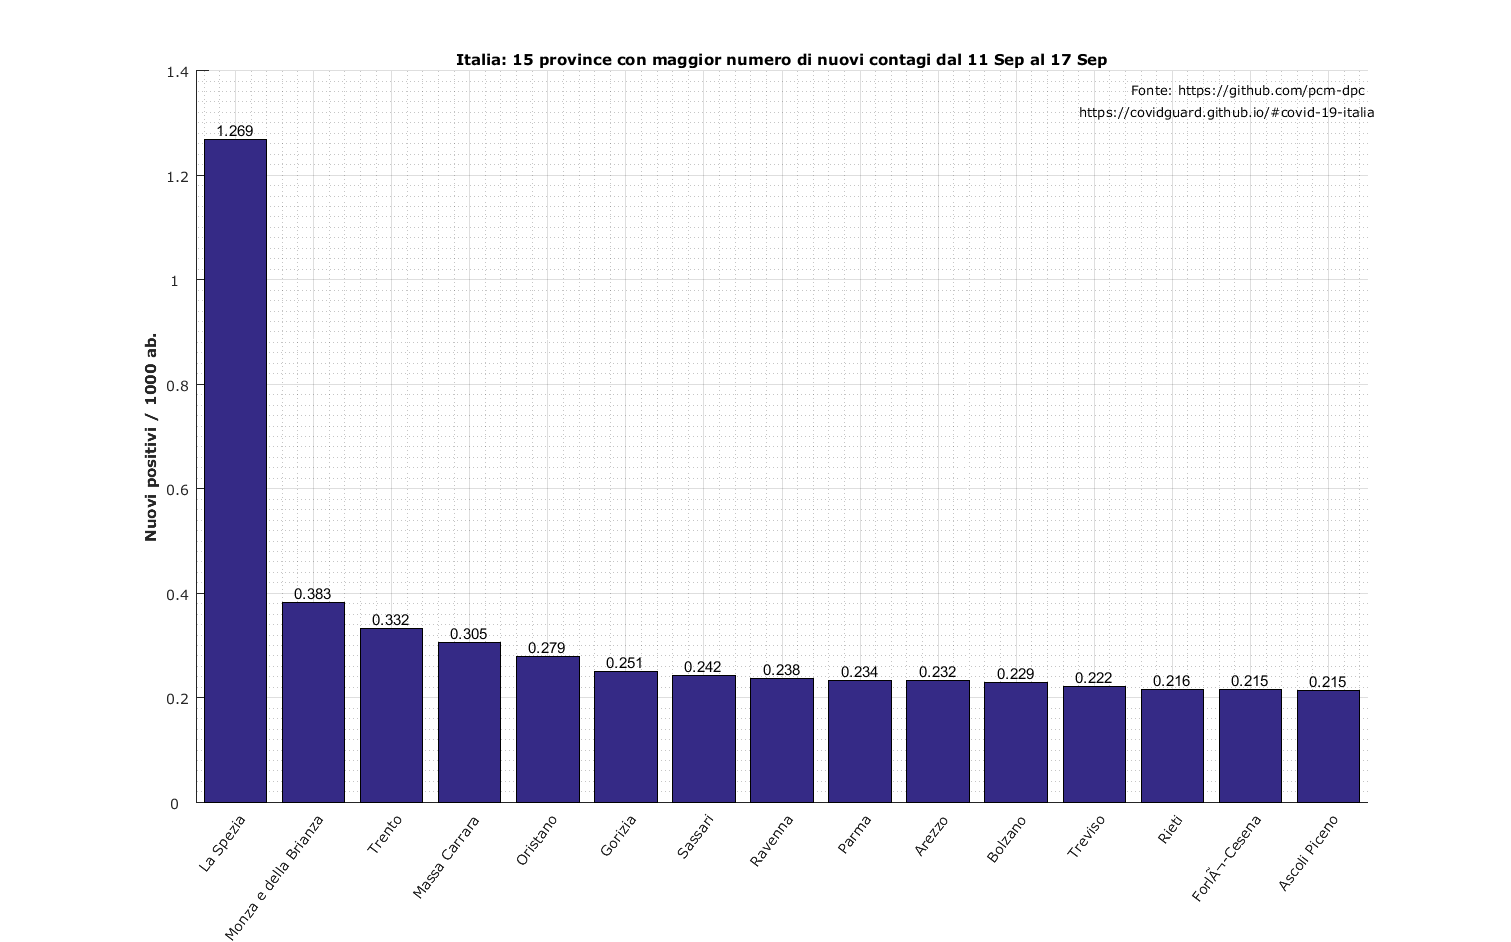 Italia: 15 province con maggior numero di nuovi contagi dal 11 Sep al 17 Sep
Fonte: https://github.com/pcm-dpc
https://covidguard.github.io/#covid-19-italia
Nuovi positivi / 1000 ab.
1.4
1.2
1
0.8
0.6
0.4
0.2
0
1.269
0.383
0.332
0.305
0.279
0.251
0.242
0.238
0.234
0.232
0.229
0.222
0.216
0.215
0.215
La Spezia
Monza e della Brianza
Trento
Massa Carrara
Oristano
Gorizia
Sassari
Ravenna
Parma
Arezzo
Bolzano
Treviso
Rieti
ForlÃ¬-Cesena
Ascoli Piceno